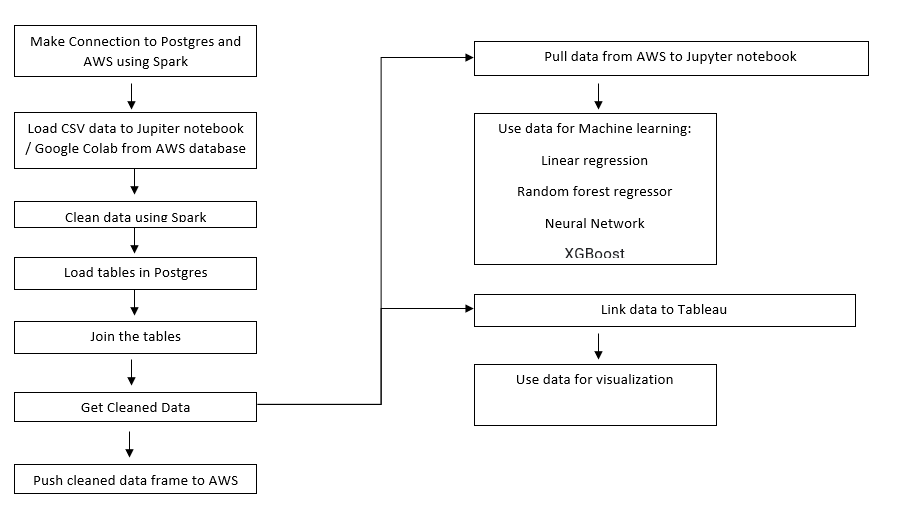 Make Connection to Postgres and
AWS using Spark
Load CSV data to Jupiter notebook
/ Google Colab from AWS database
Clean data using Spark
Load tables in Postgres
Join the tables
Get Cleaned Data
Push cleaned data frame to AWS
Pull data from AWS to Jupyter notebook
Use data for Machine learning:
Linear regression
Random forest regressor
Neural Network
XGBoost
Link data to Tableau
Use data for visualization